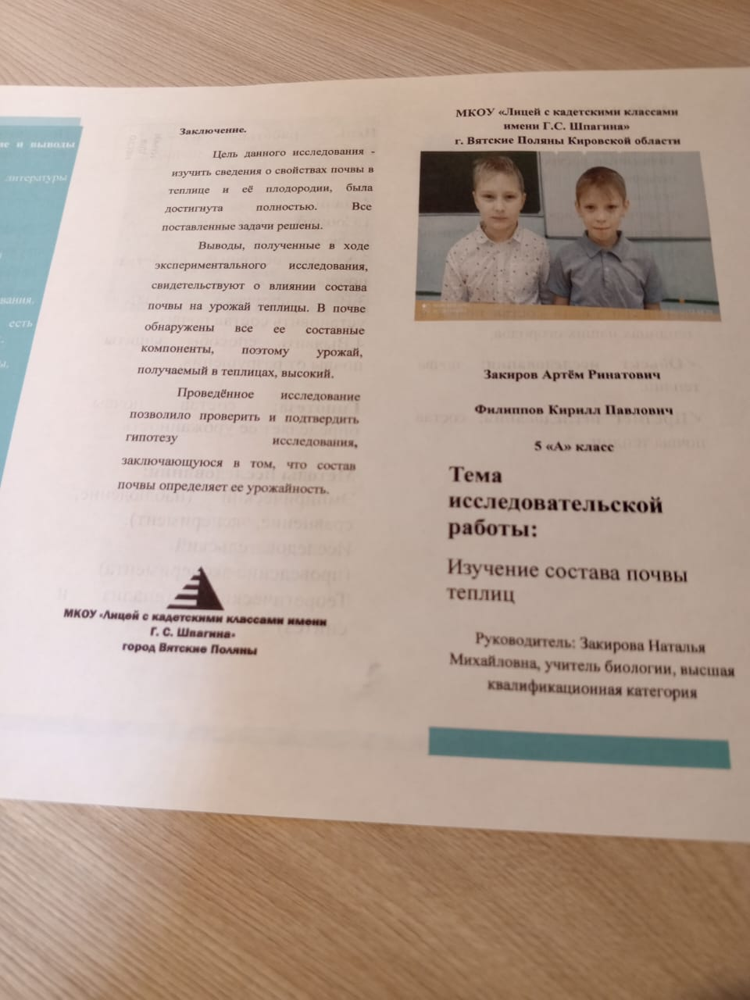 ие и выводы
литературы
вания.
есть
Заключение.
Цель данного исследования -
изучить сведения о свойствах почвы в
теплице и её плодородии, была
достигнута полностью. Все
поставленные задачи решены.
Выводы, полученные в ходе
экспериментального исследования,
свидетельствуют о влиянии состава
почвы на урожай теплицы. В почве
обнаружены все ее составные
компоненты, поэтому урожай,
получаемый в теплицах, высокий.
Проведённое исследование
позволило проверить и подтвердить
гипотезу исследования,
заключающуюся в том, что состав
почвы определяет ее урожайность.
МКОУ «Лицей с кадетскими классами имени
Г. С. Шпагина»
город Вятские Поляны
МКОУ «Лицей с кадетскими классами
имени Г.С. Шпагина»
г. Вятские Поляны Кировской области
Закиров Артём Ринатович
Филиппов Кирилл Павлович
5 «А» класс
Тема
исследовательской
работы:
Изучение состава почвы
теплиц
Руководитель: Закирова Наталья
Михайловна, учитель биологии, высшая
квалификационная категория